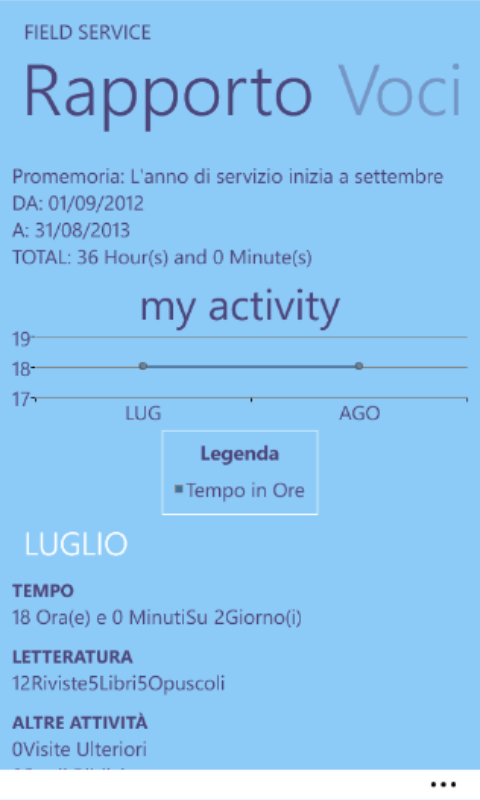 FIELD SERVICE
Rapporto Voci
Promemoria: L'anno di servizio inizia a settembre
DA: 01/09/2012
A: 31/08/2013
TOTAL: 36 Hour(s) and 0 Minute(s)
my activity
19
18
17
LUG AGO
Legenda
Tempo in Ore
LUGLIO
TEMPO
18 Ora(e) e 0 MinutiSu 2Giorno(i)
LETTERATURA
12Riviste5Libri5Opuscoli
ALTRE ATTIVITÀ
0Visite Ulteriori